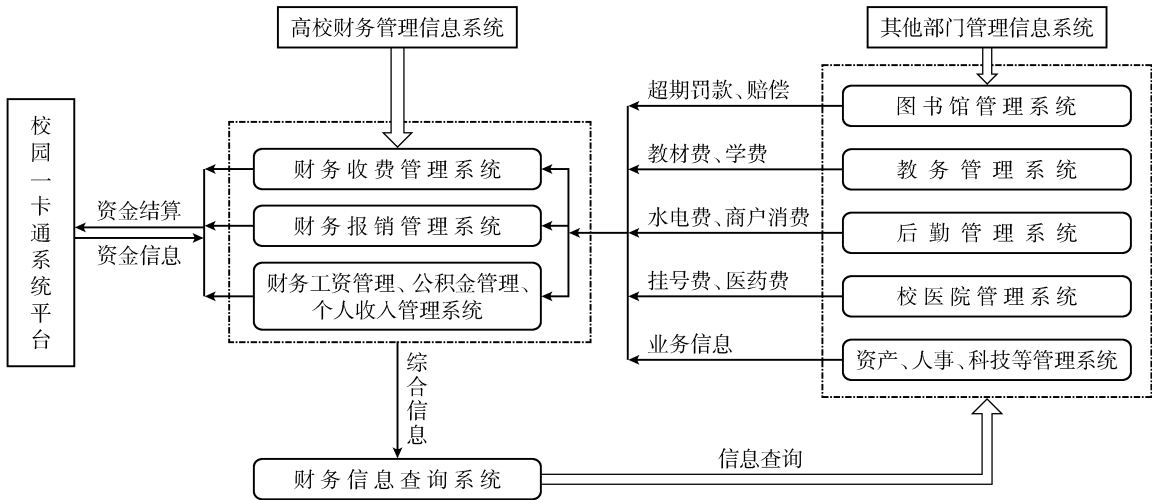 高校财务管理信息系统
其他部门管理信息系统
校园一卡通系统平台
资金结算
资金信息
财务收费管理系统
财务报销管理系统
财务工资管理、公积金管理、
个人收入管理系统
超期罚款、赔偿
教材费、学费
水电费、商户消费
挂号费、医药费
业务信息
图书馆管理系统
教务管理系统
后勤管理系统
校医院管理系统
资产、人事、科技等管理系统
综合信息
财务信息查询系统
信息查询